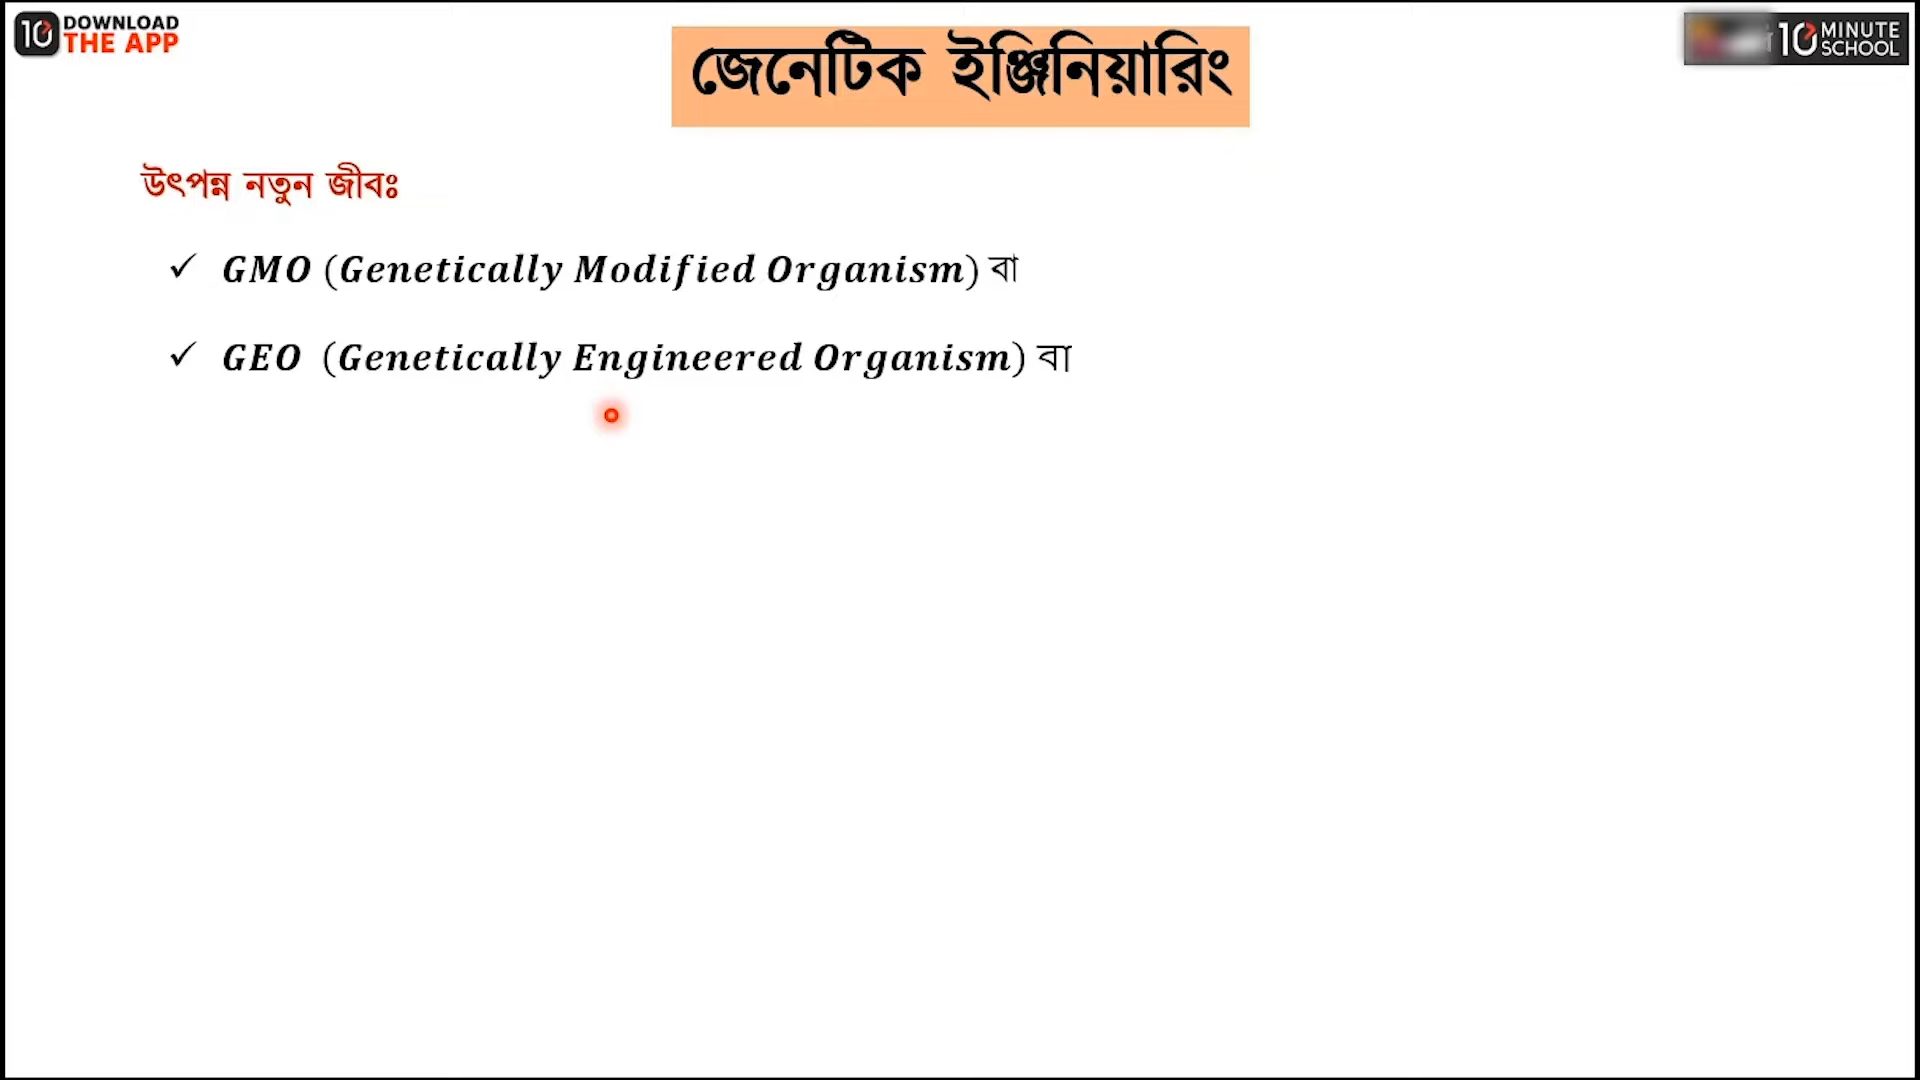 10 DOWNLOAD
THE APP
জেনেটিক ইঞ্জিনিয়ারিং
10 MINUTE
SCHOOL
উৎপন্ন নতুন জীবঃ
✓ GMO (Genetically Modified Organism) বা
✓ GEO (Genetically Engineered Organism) বা